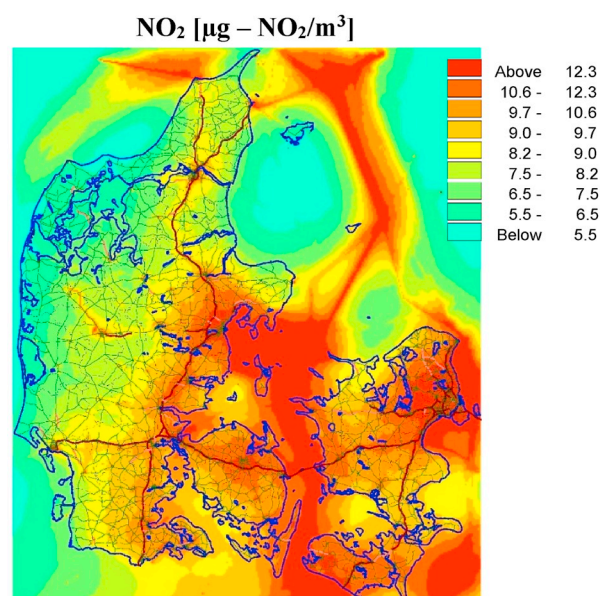 NO₂ [µg – NO₂/m³]
Above 12.3
10.6 - 12.3
9.7 - 10.6
9.0 - 9.7
8.2 - 9.0
7.5 - 8.2
6.5 - 7.5
5.5 - 6.5
Below 5.5